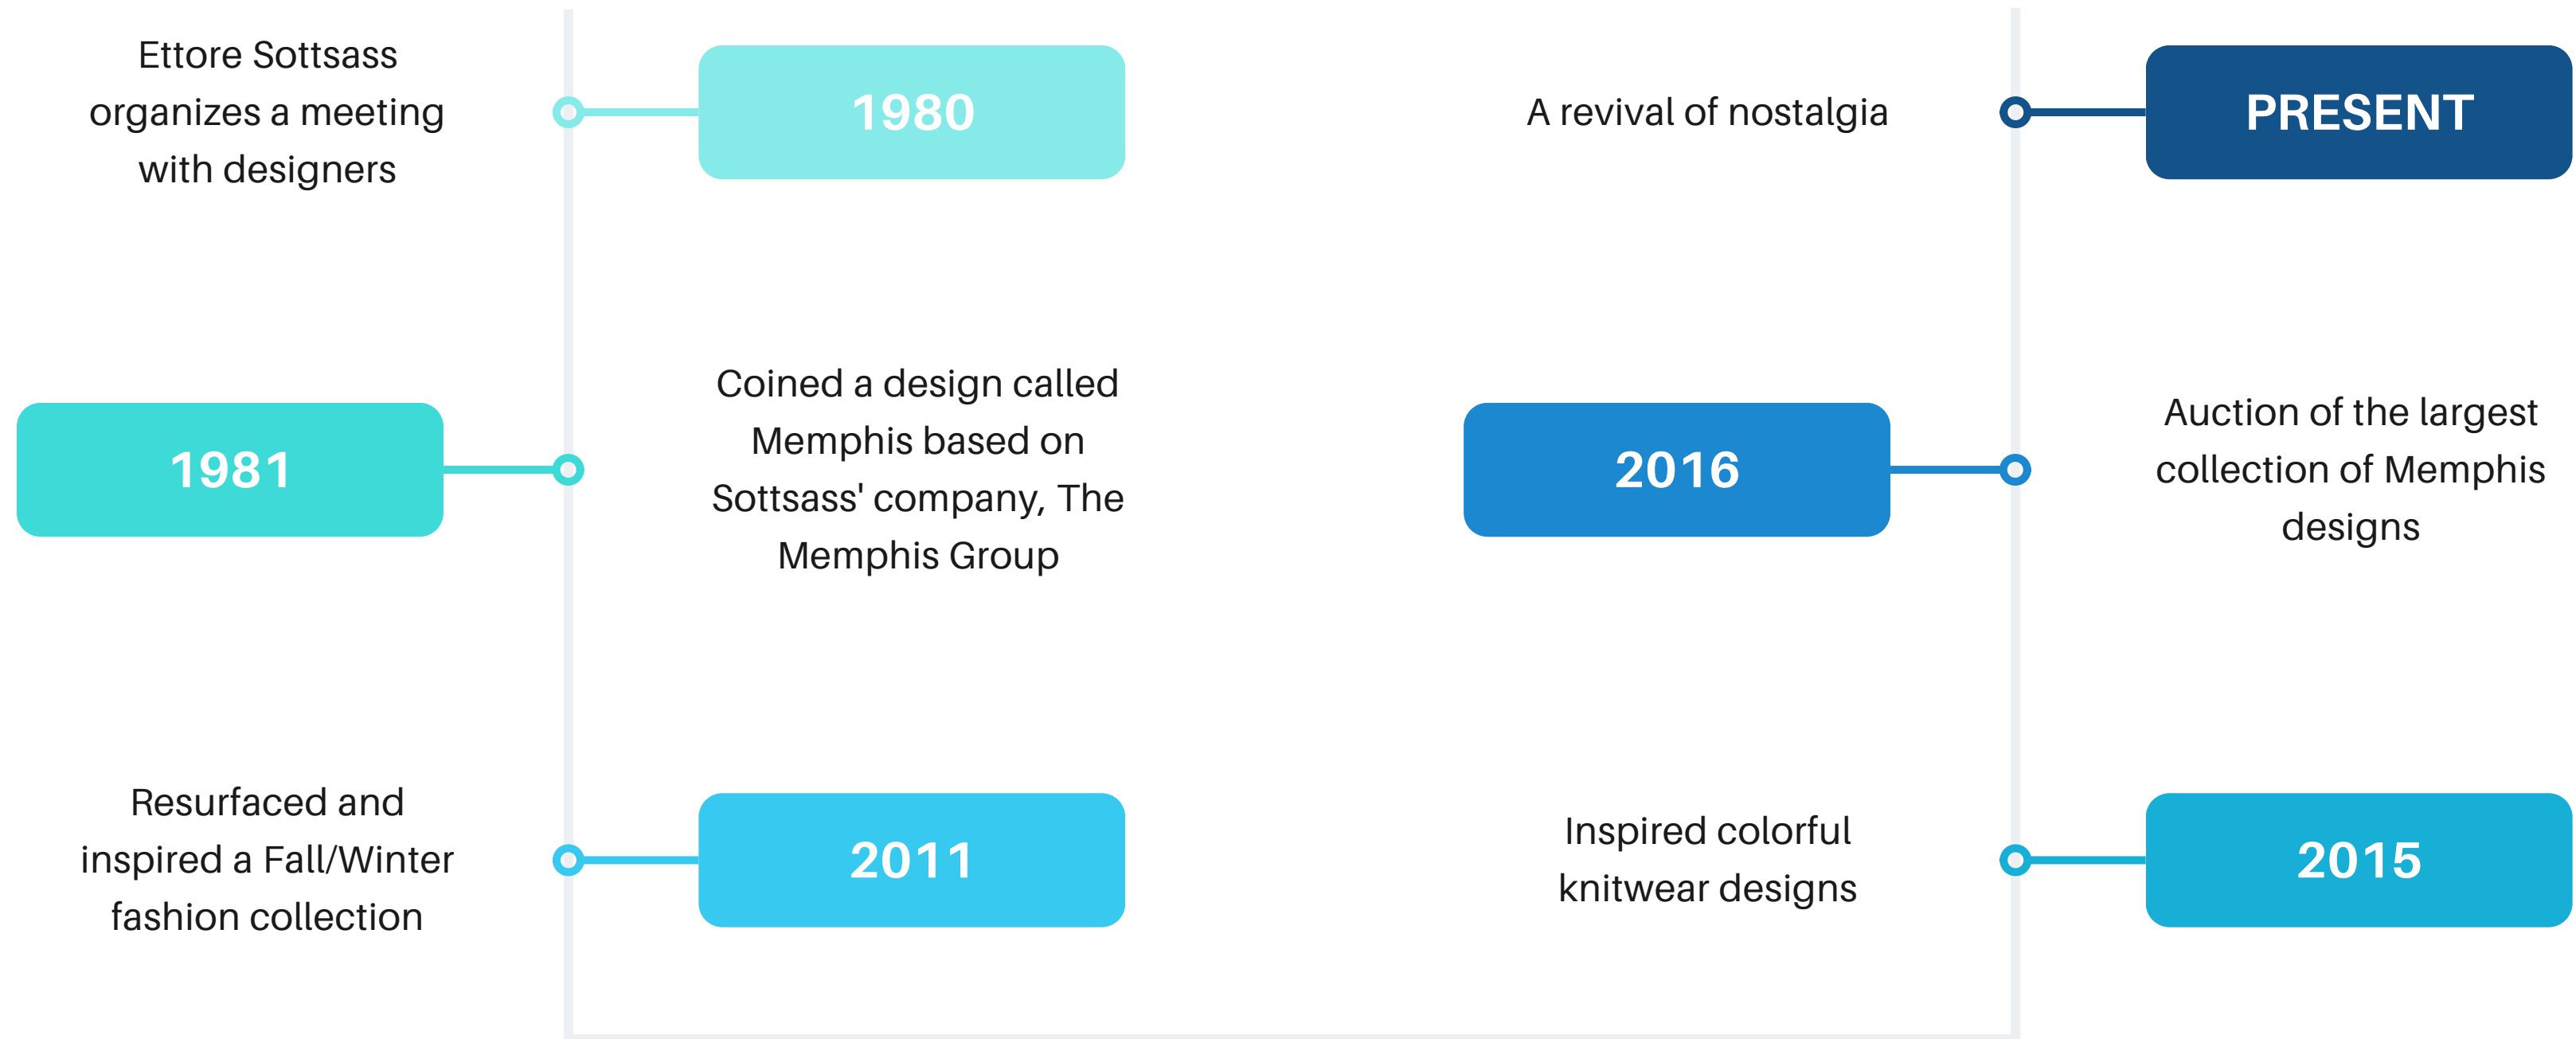 Ettore Sottsass
organizes a meeting
with designers
1980
1981
Coined a design called
Memphis based on
Sottsass' company, The
Memphis Group
Resurfaced and
inspired a Fall/Winter
fashion collection
2011
Inspired colorful
knitwear designs
2015
2016
Auction of the largest
collection of Memphis
designs
A revival of nostalgia
PRESENT